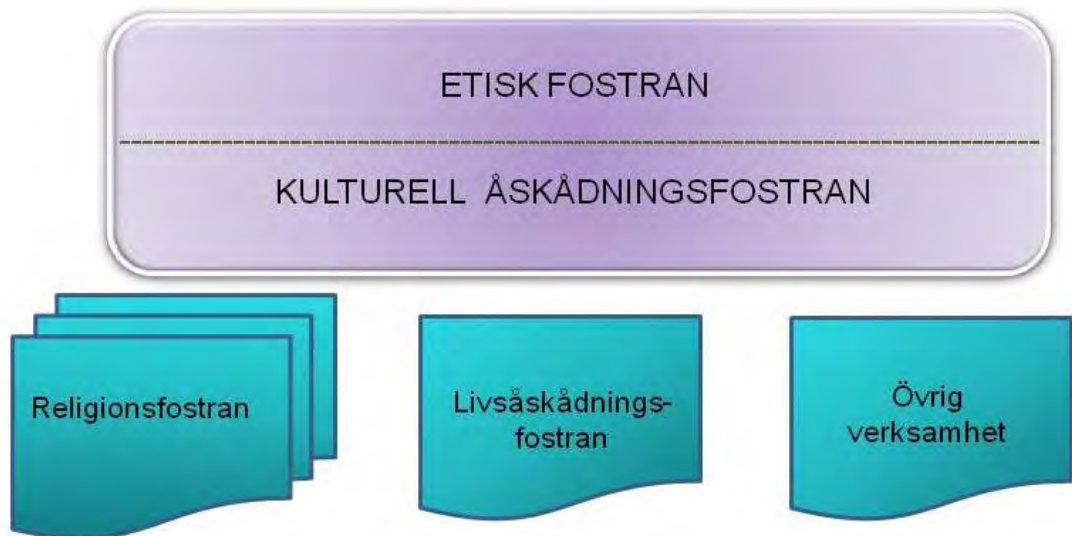 ETISK FOSTRAN
KULTURELL ÅSKÅDNINGSFOSTRAN
Religionsfostran
Livsåskådnings-
fostran
Övrig
verksamhet